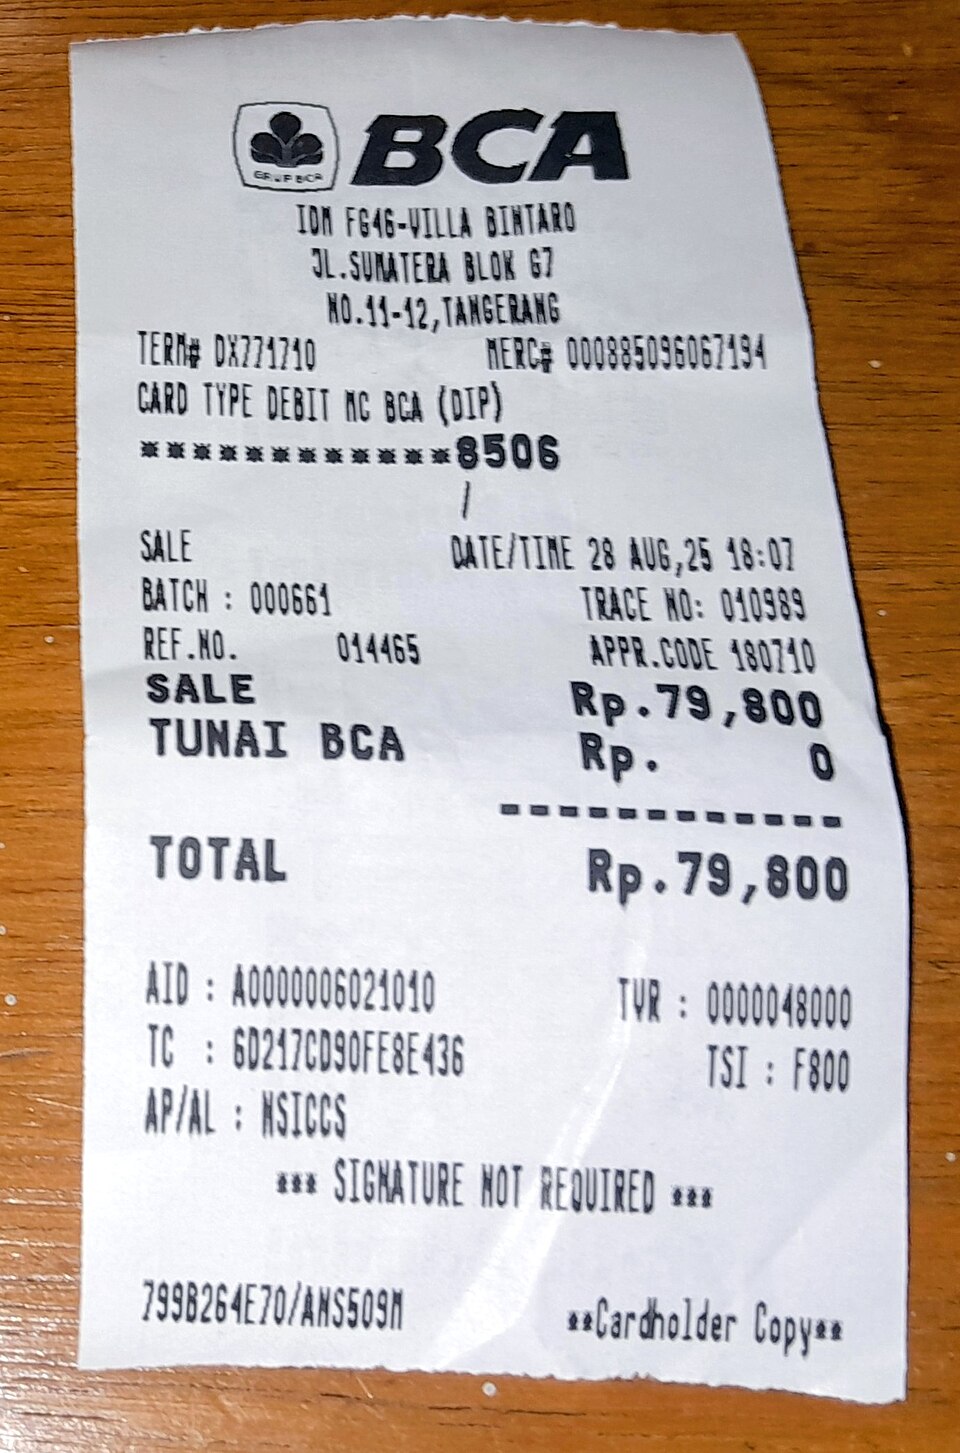 GRUP BCA
BCA
IDM FG46-VILLA BINTARO
JL.SUMATERA BLOK G7
NO.11-12,TANGERANG
TERM# DX771710 MERC# 000885096067194
CARD TYPE DEBIT MC BCA (DIP)
************8506
/
SALE DATE/TIME 28 AUG,25 18:07
BATCH : 000661 TRACE NO: 010989
REF.NO. 014465 APPR.CODE 180710
SALE Rp.79,800
TUNAI BCA Rp. 0
------------
TOTAL Rp.79,800
AID : A0000006021010 TVR : 0000048000
TC : 6D217CD90FE8E436 TSI : F800
AP/AL : NSICCS
*** SIGNATURE NOT REQUIRED ***
799B264E70/ANS509M **Cardholder Copy**